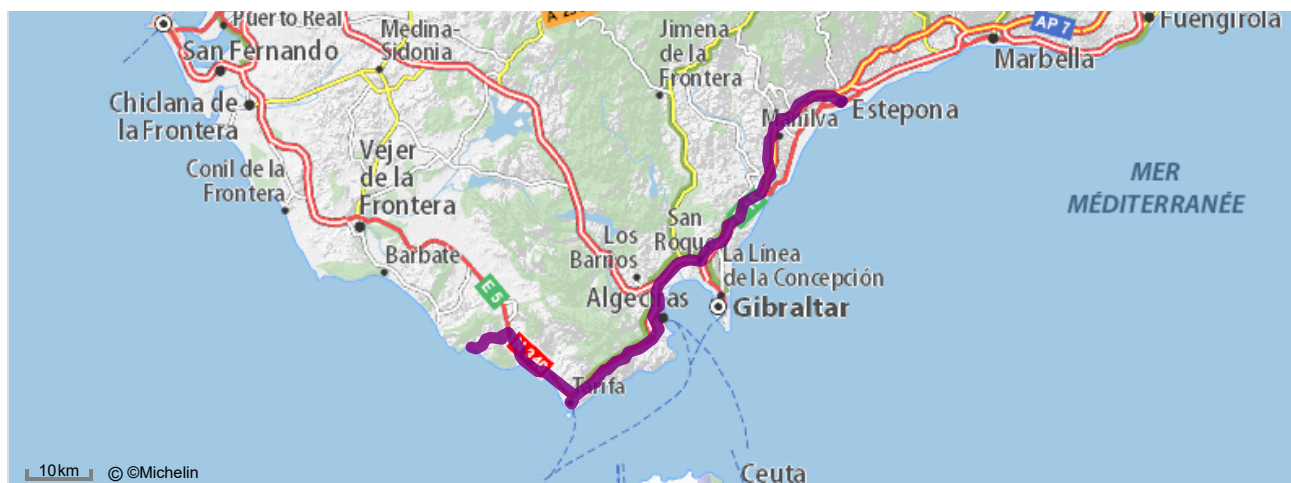 Puerto Real
San Fernando
Medina-
Sidonia
Jimena
de la
Frontera
AP 7
Fuengirola
Marbella
Chiclana de
la Frontera
Manilva
Estepona
Vejer
de la
Frontera
Conil de la
Frontera
MER
MÉDITERRANÉE
San
Roque
Los
Barrios
Barbate
La Línea
de la Concepción
E 5
Algeciras
Gibraltar
Tarifa
Ceuta
10 km
© ©Michelin